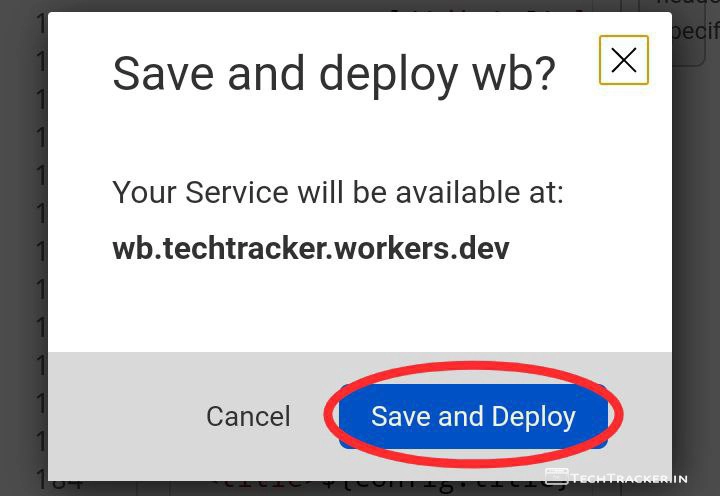 Save and deploy wb?
Your Service will be available at:
wb.techtracker.workers.dev
Cancel
Save and Deploy
TECHTRACKER.IN